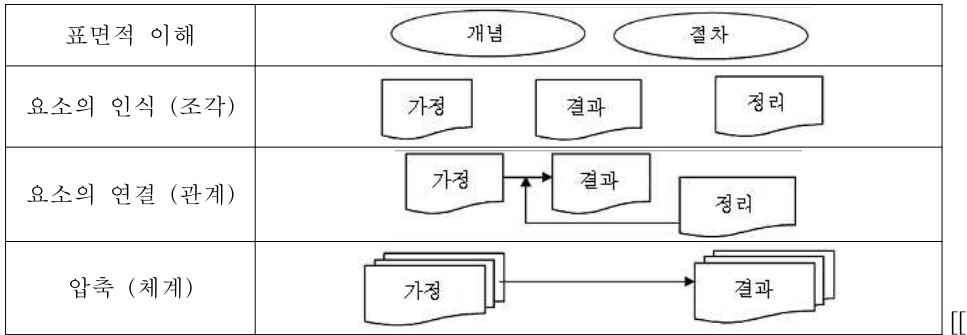 표면적 이해 개념 절차
요소의 인식 (조각) 가정 결과 정리
요소의 연결 (관계) 가정 결과 정리
압축 (체계) 가정 결과
[[